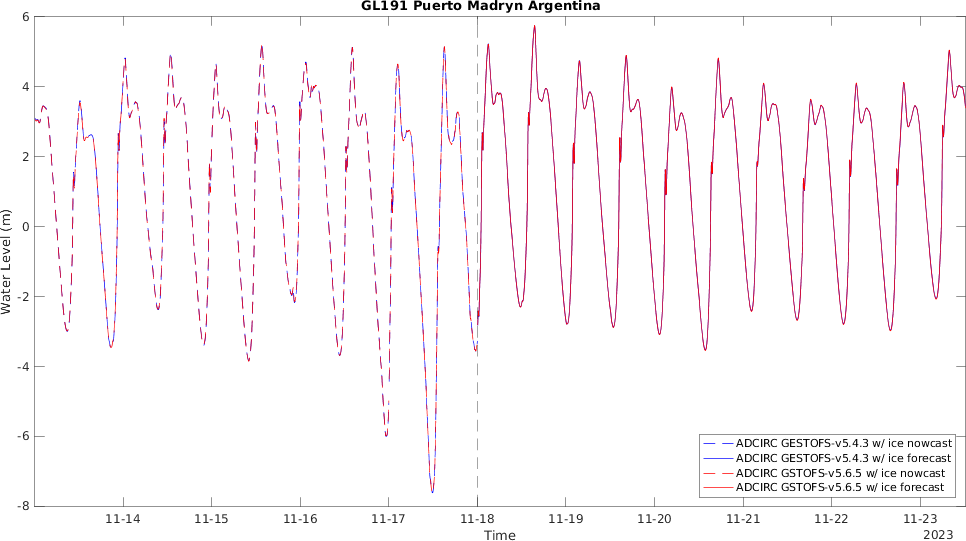 GL191 Puerto Madryn Argentina
6
4
2
0
-2
-4
-6
-8
Water Level (m)
ADCIRC GESTOFS-v5.4.3 w/ ice nowcast
ADCIRC GESTOFS-v5.4.3 w/ ice forecast
ADCIRC GSTOFS-v5.6.5 w/ ice nowcast
ADCIRC GSTOFS-v5.6.5 w/ ice forecast
11-14 11-15 11-16 11-17 11-18 11-19 11-20 11-21 11-22 11-23
Time
2023